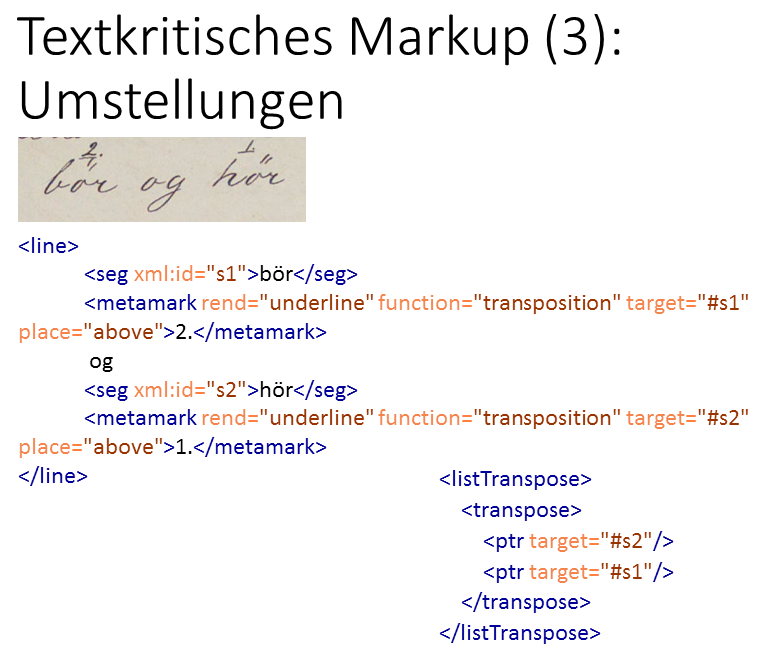 Textkritisches Markup (3):
Umstellungen
2. 1.
bör og hör
<line>
<seg xml:id="s1">bör</seg>
<metamark rend="underline" function="transposition" target="#s1"
place="above">2.</metamark>
og
<seg xml:id="s2">hör</seg>
<metamark rend="underline" function="transposition" target="#s2"
place="above">1.</metamark>
</line>
<listTranspose>
<transpose>
<ptr target="#s2"/>
<ptr target="#s1"/>
</transpose>
</listTranspose>